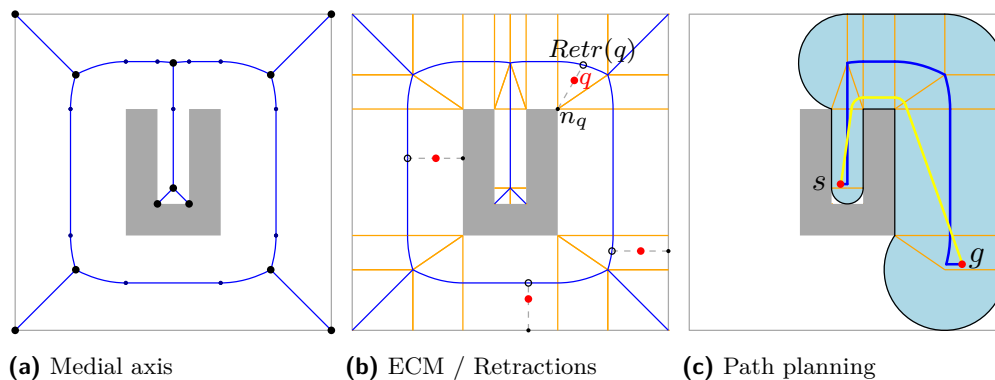 Retr(q)
q
n_q
s
g
(a) Medial axis
(b) ECM / Retractions
(c) Path planning